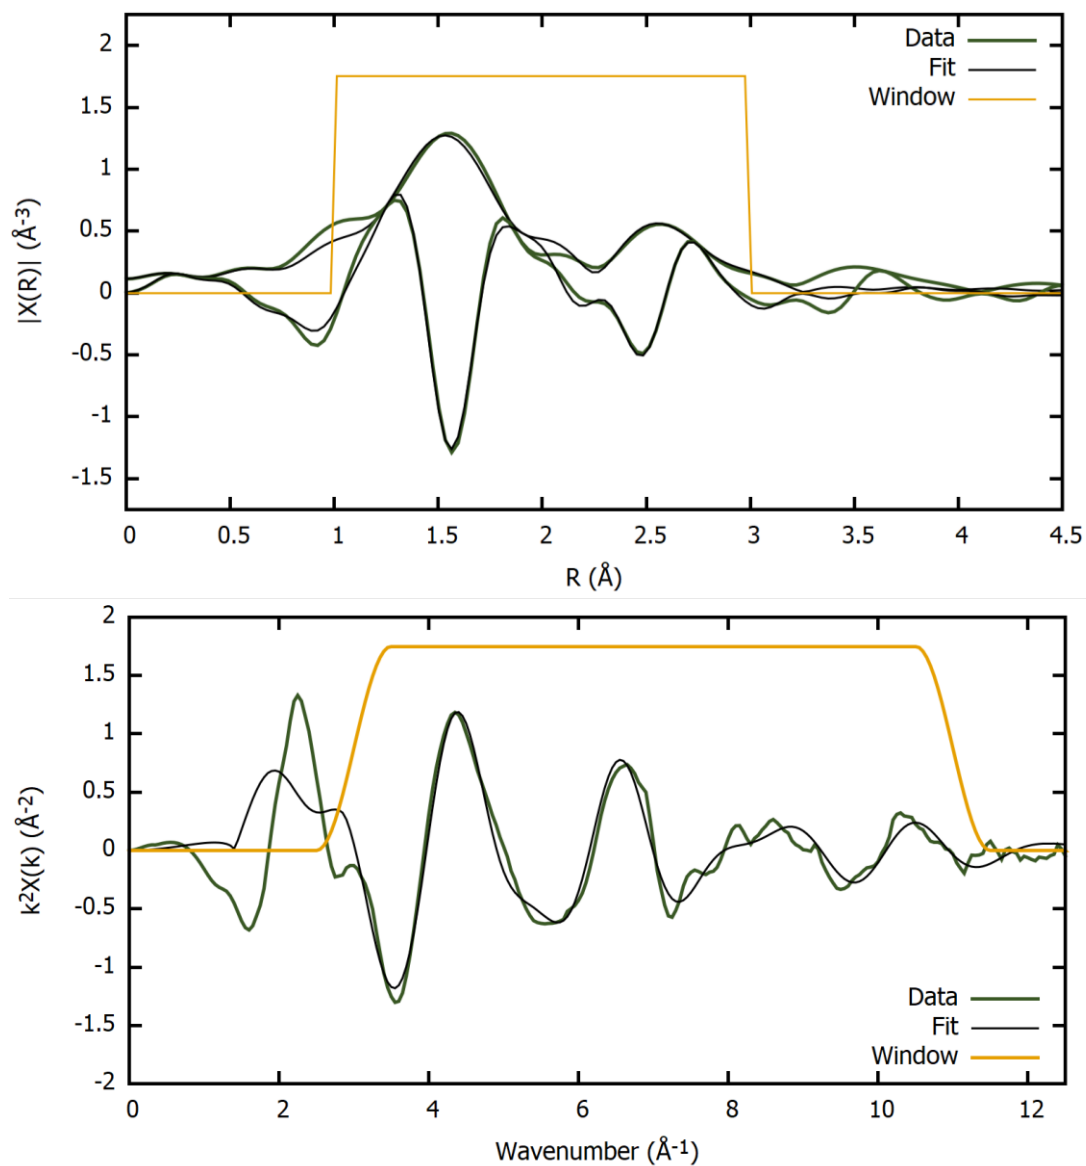 2
1.5
1
0.5
0
-0.5
-1
-1.5
|X(R)| (Å-3)
Data
Fit
Window
0 0.5 1 1.5 2 2.5 3 3.5 4 4.5
R (Å)
2
1.5
1
0.5
0
-0.5
-1
-1.5
-2
k2X(k) (Å-2)
Data
Fit
Window
0 2 4 6 8 10 12
Wavenumber (Å-1)